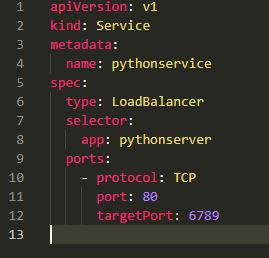 1 apiVersion: v1
2 kind: Service
3 metadata:
4   name: pythonservice
5 spec:
6   type: LoadBalancer
7   selector:
8     app: pythonserver
9   ports:
10     - protocol: TCP
11       port: 80
12       targetPort: 6789
13